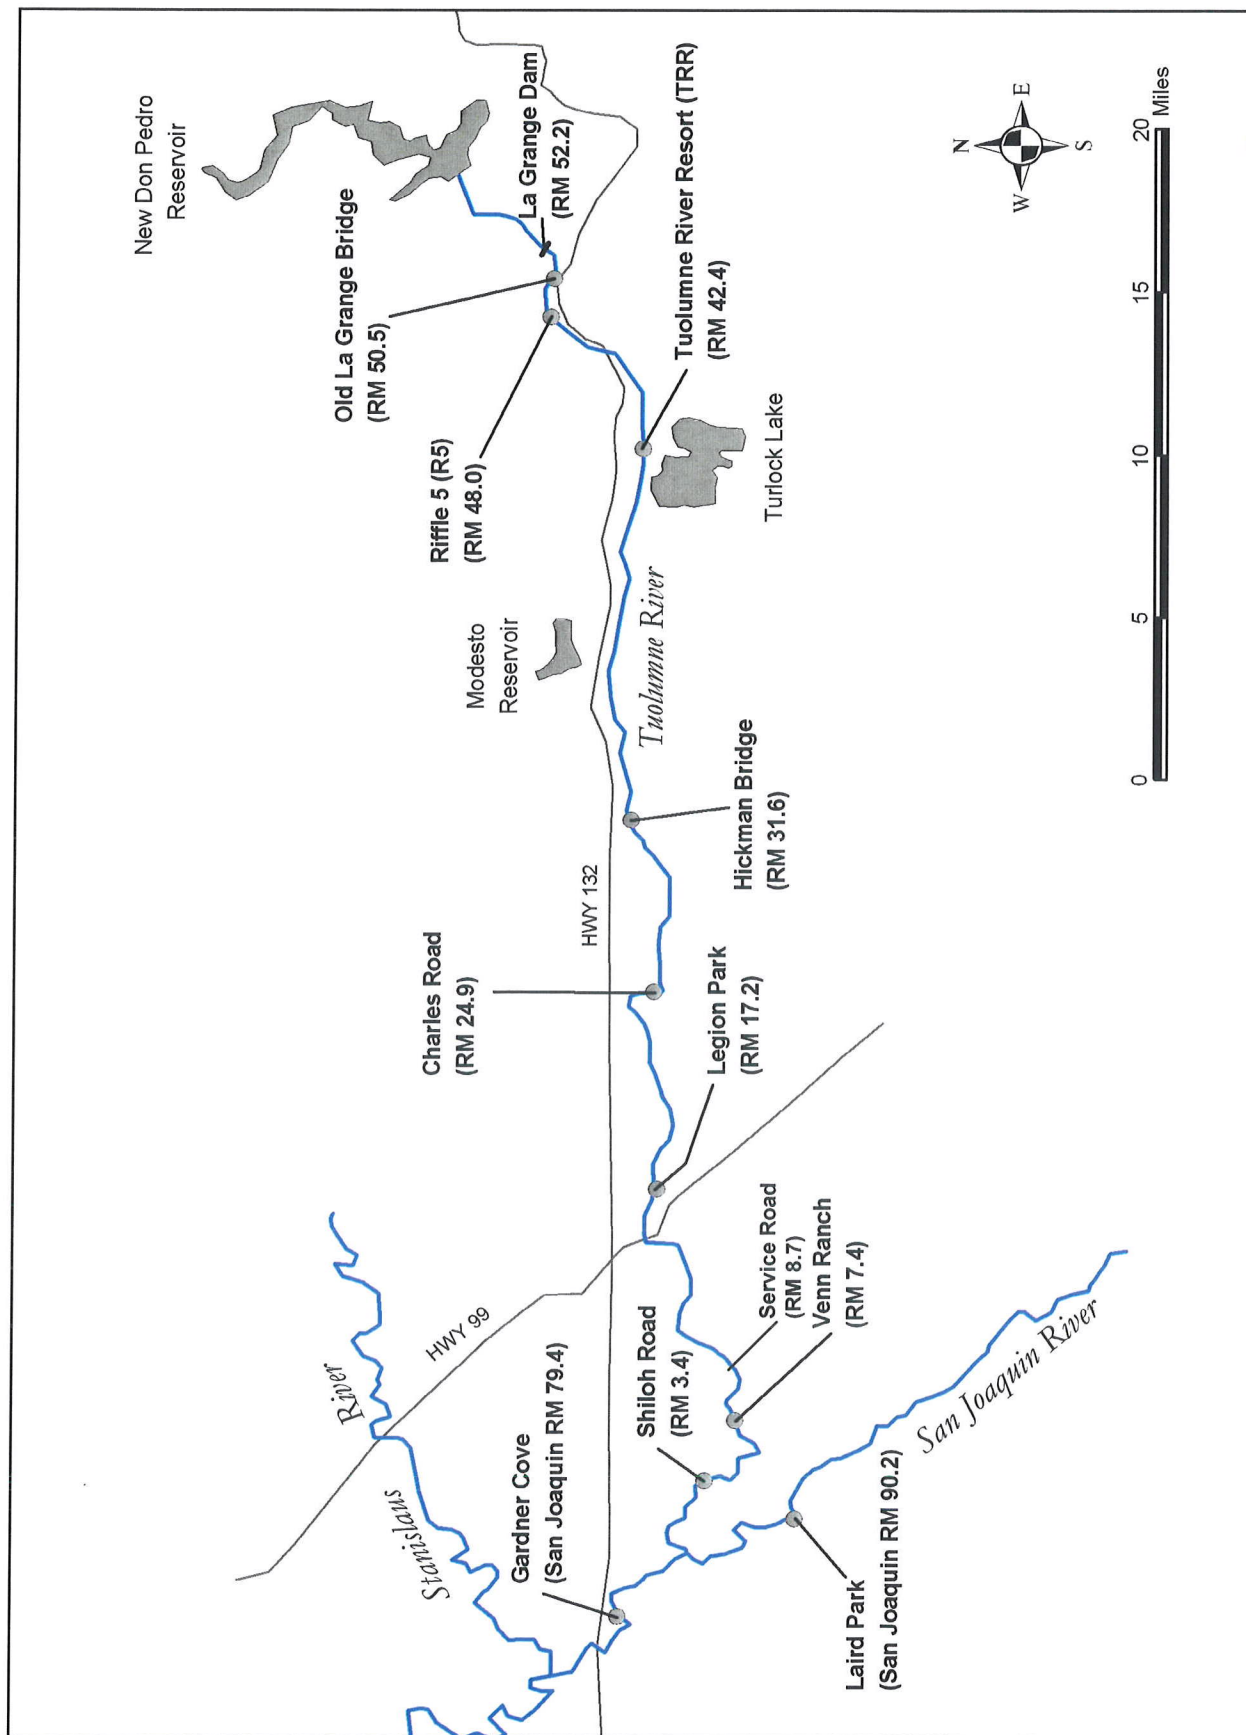 New Don Pedro
Reservoir
Old La Grange Bridge
(RM 50.5)
La Grange Dam
(RM 52.2)
Riffle 5 (R5)
(RM 48.0)
Tuolumne River Resort (TRR)
(RM 42.4)
Turlock Lake
Modesto
Reservoir
Tuolumne River
Hickman Bridge
(RM 31.6)
HWY 132
Charles Road
(RM 24.9)
Legion Park
(RM 17.2)
Service Road
(RM 8.7)
Venn Ranch
(RM 7.4)
Shiloh Road
(RM 3.4)
HWY 99
Stanislaus River
Gardner Cove
(San Joaquin RM 79.4)
San Joaquin River
Laird Park
(San Joaquin RM 90.2)
N
W
E
S
0 5 10 15 20
Miles